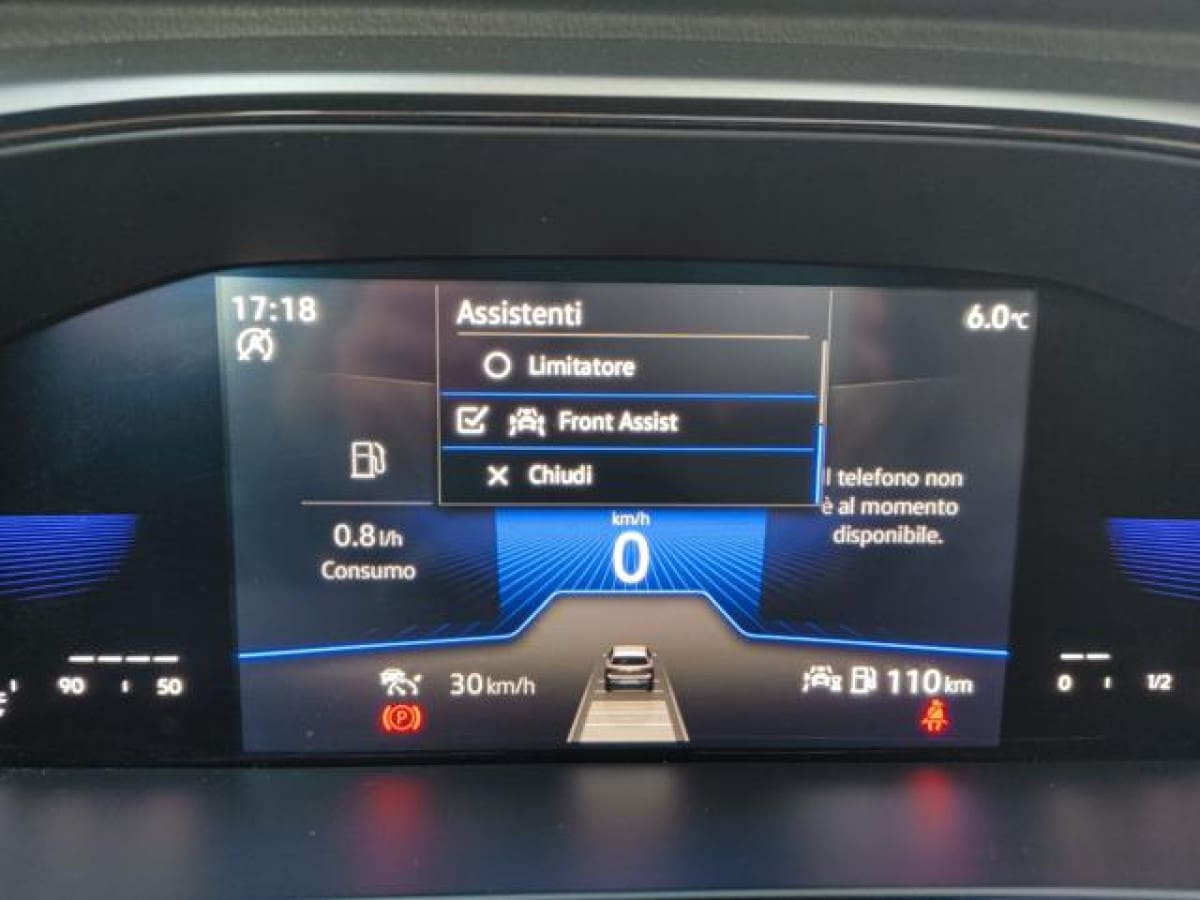 17:18
Assistenti
6.0°C
Limitatore
Front Assist
Chiudi
Il telefono non
è al momento
disponibile.
0.8 l/h
Consumo
km/h
0
90
50
30 km/h
P
110 km
0
1/2